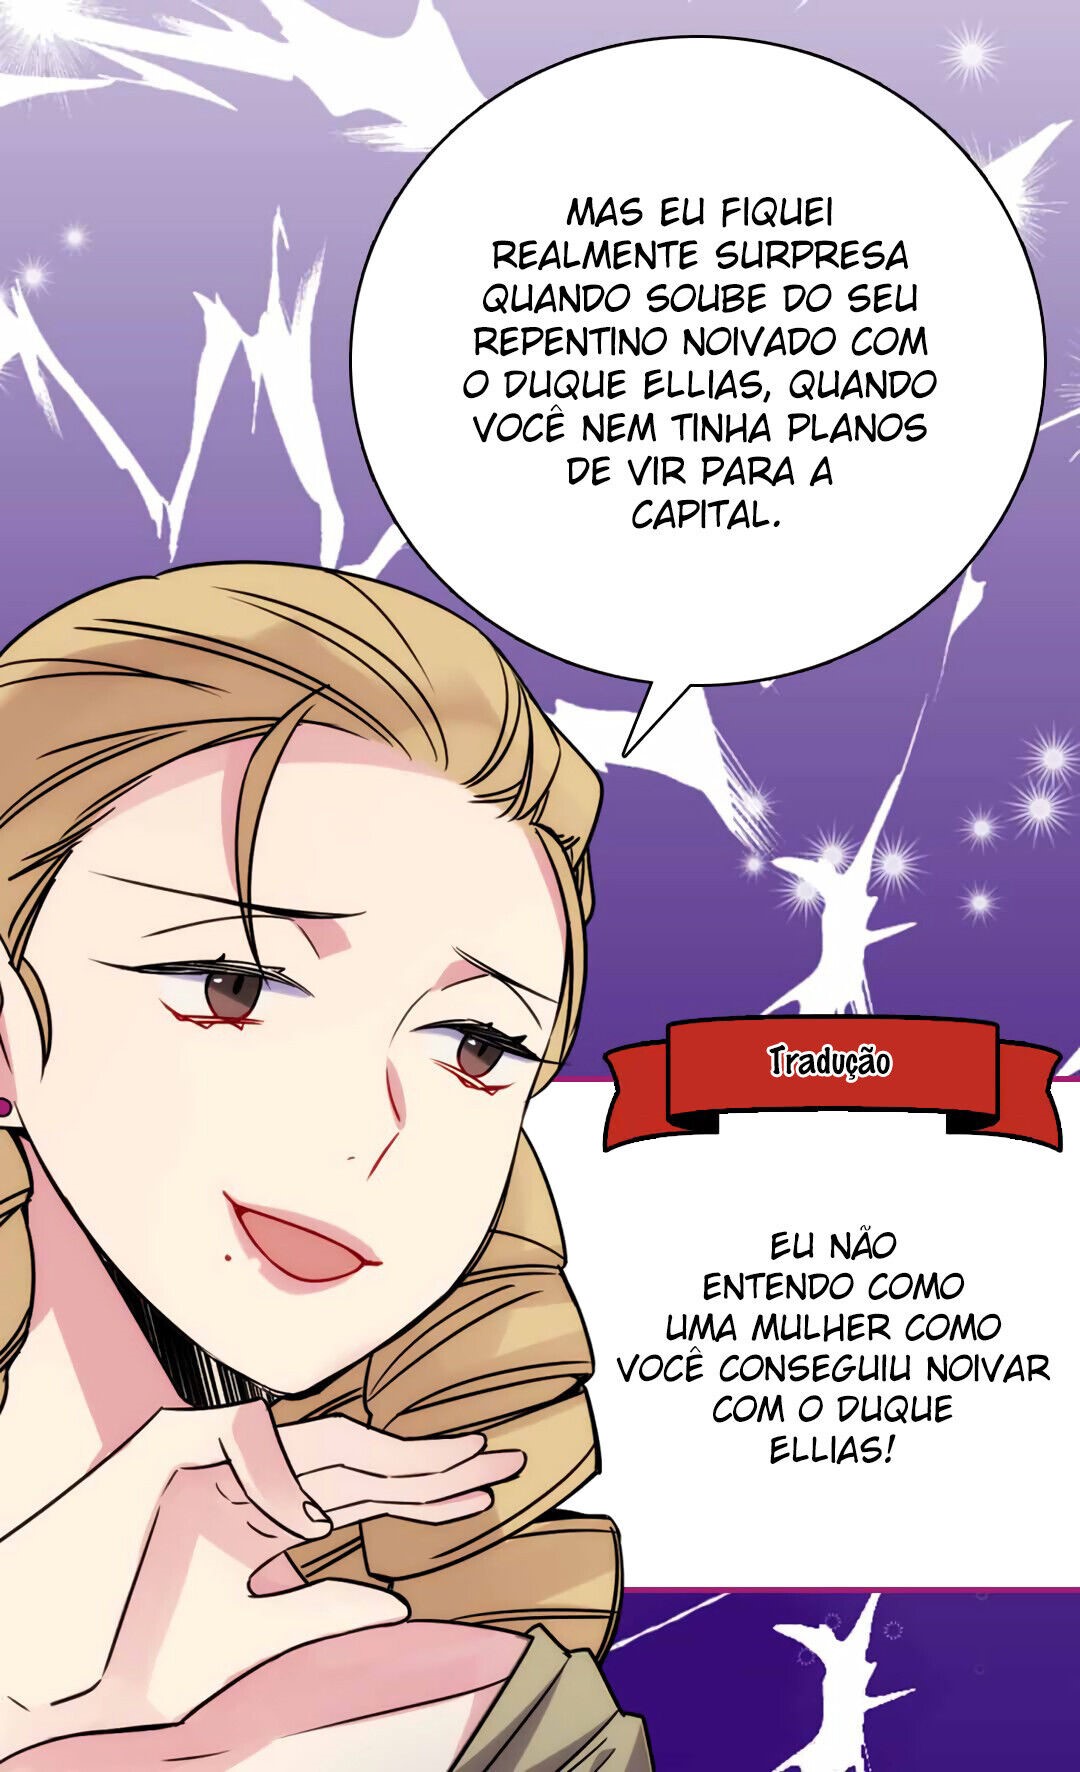 MAS EU FIQUEI
REALMENTE SURPRESA
QUANDO SOUBE DO SEU
REPENTINO NOIVADO COM
O DUQUE ELLIAS, QUANDO
VOCÊ NEM TINHA PLANOS
DE VIR PARA A
CAPITAL.
Tradução
EU NÃO
ENTENDO COMO
UMA MULHER COMO
VOCÊ CONSEGUIU NOIVAR
COM O DUQUE
ELLIAS!